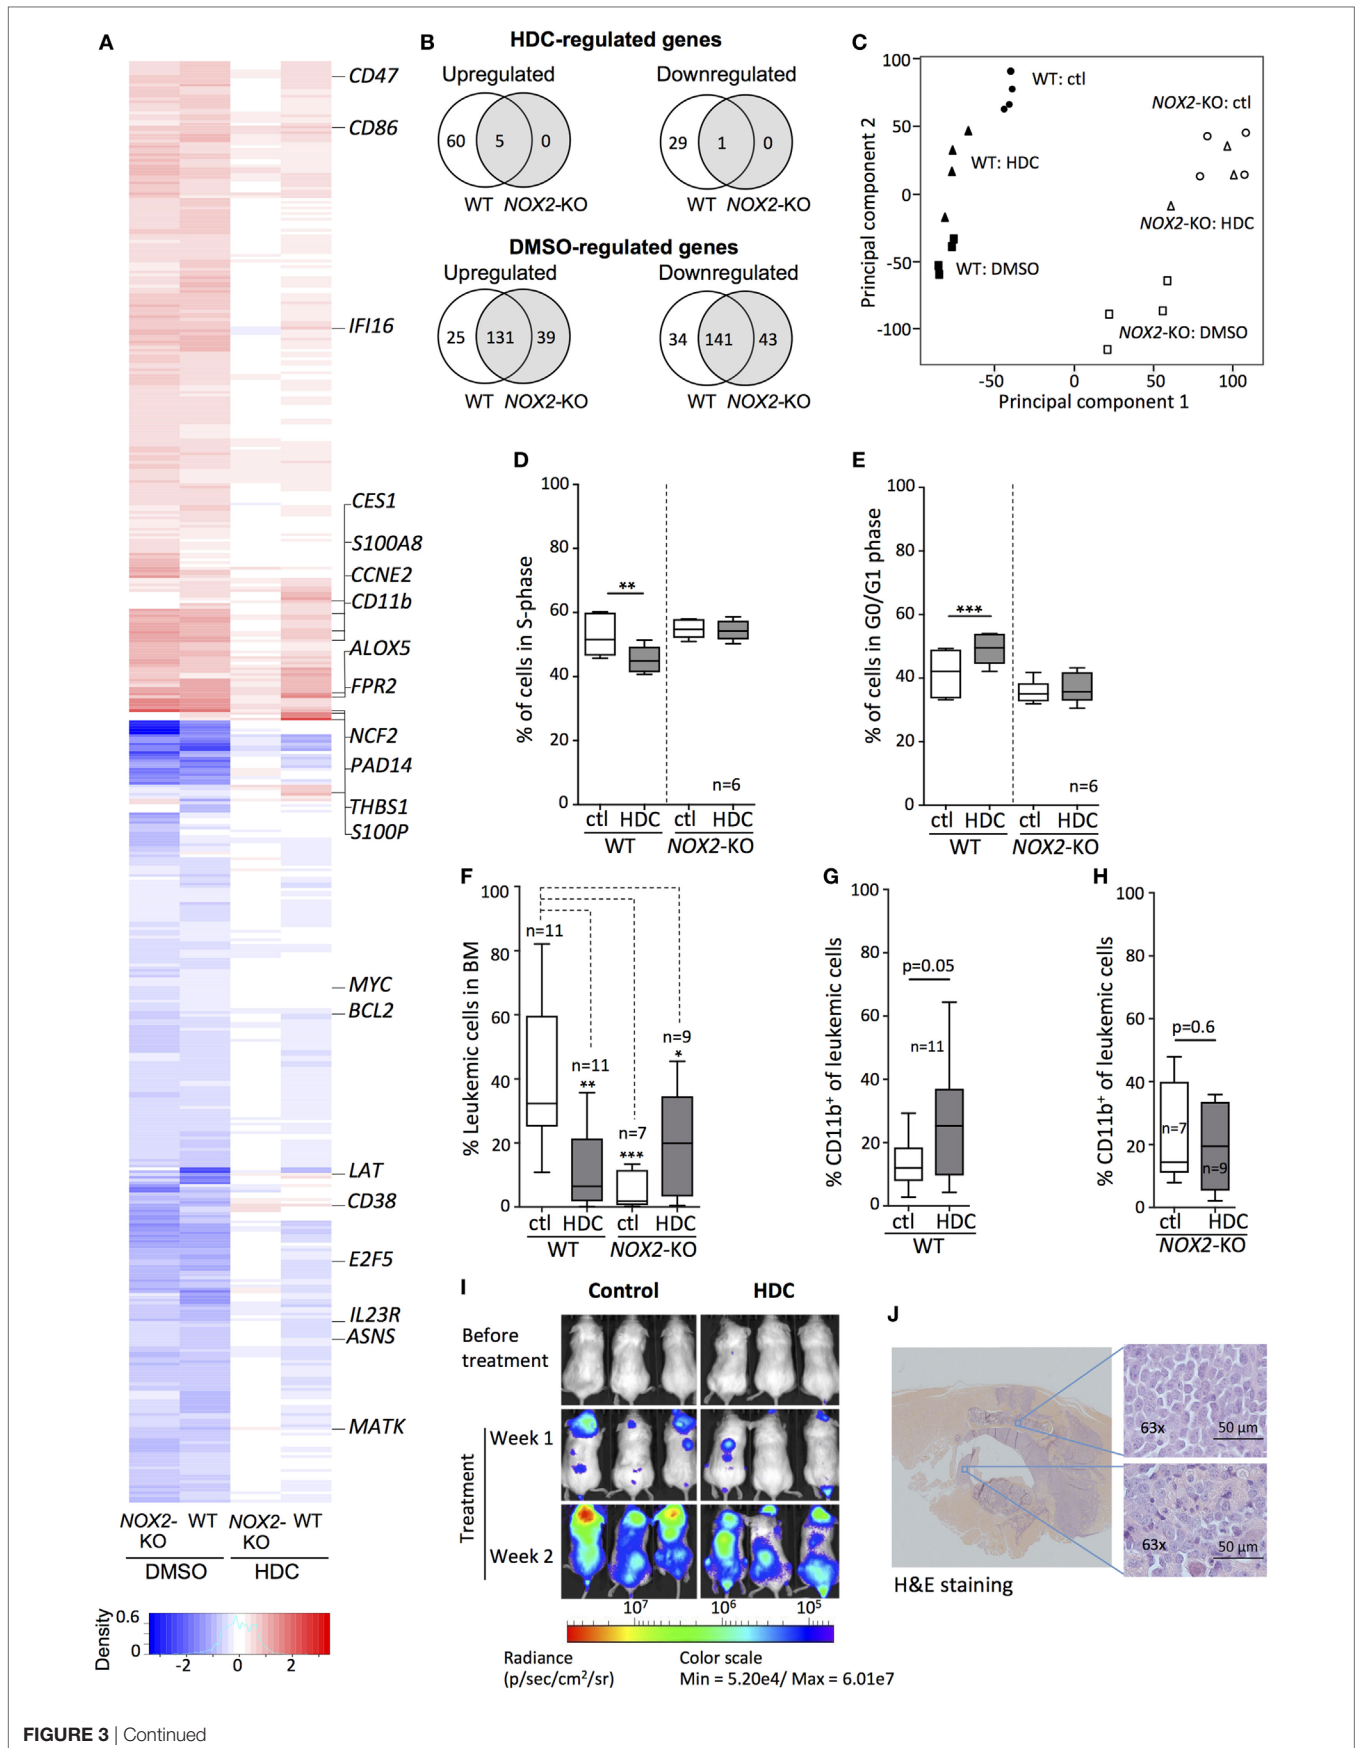 A
CD47
CD86
IFI16
CES1
S100A8
CCNE2
CD11b
ALOX5
FPR2
NCF2
PAD14
THBS1
S100P
MYC
BCL2
LAT
CD38
E2F5
IL23R
ASNS
MATK
NOX2- WT NOX2- WT
KO KO
DMSO HDC
Density
0.6
0
-2 0 2
B
HDC-regulated genes
Upregulated Downregulated
60 5 0 29 1 0
WT NOX2-KO WT NOX2-KO
DMSO-regulated genes
Upregulated Downregulated
25 131 39 34 141 43
WT NOX2-KO WT NOX2-KO
C
Principal component 2
100
50
0
-50
-100
WT: ctl
NOX2-KO: ctl
WT: HDC
NOX2-KO: HDC
WT: DMSO
NOX2-KO: DMSO
-50 0 50 100
Principal component 1
D
% of cells in S-phase
100
80
60
40
20
0
**
n=6
ctl HDC ctl HDC
WT NOX2-KO
E
% of cells in G0/G1 phase
100
80
60
40
20
0
***
n=6
ctl HDC ctl HDC
WT NOX2-KO
F
% Leukemic cells in BM
100
80
60
40
20
0
n=11
n=11
**
n=7
***
n=9
*
ctl HDC ctl HDC
WT NOX2-KO
G
% CD11b+ of leukemic cells
100
80
60
40
20
0
p=0.05
n=11
ctl HDC
WT
H
% CD11b+ of leukemic cells
100
80
60
40
20
0
p=0.6
n=7
n=9
ctl HDC
NOX2-KO
I
Control HDC
Before
treatment
Treatment
Week 1
Week 2
10⁷ 10⁶ 10⁵
Radiance Color scale
(p/sec/cm²/sr) Min = 5.20e4/ Max = 6.01e7
J
63x 50 µm
63x 50 µm
H&E staining
FIGURE 3 | Continued